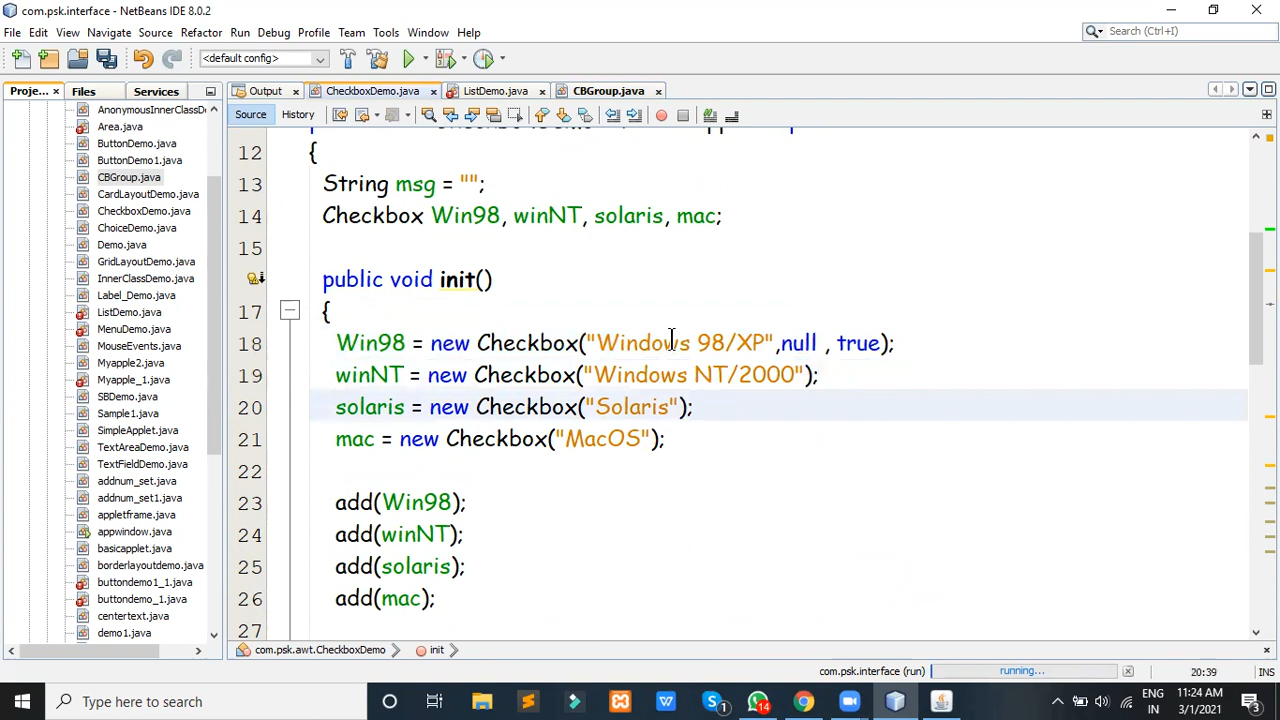 com.psk.interface - NetBeans IDE 8.0.2
File Edit View Navigate Source Refactor Run Debug Profile Team Tools Window Help
Search (Ctrl+I)
<default config>
Proje... Files Services
Output CheckboxDemo.java ListDemo.java CBGroup.java
Source History
AnonymousInnerClassD
Area.java
ButtonDemo.java
ButtonDemo1.java
CBGroup.java
CardLayoutDemo.java
CheckboxDemo.java
ChoiceDemo.java
Demo.java
GridLayoutDemo.java
InnerClassDemo.java
Label_Demo.java
ListDemo.java
MenuDemo.java
MouseEvents.java
Myapple2.java
Myapple_1.java
SBDemo.java
Sample1.java
SimpleApplet.java
TextAreaDemo.java
TextFieldDemo.java
addnum_set1.java
addnum_set1.java
appletframe.java
appwindow.java
basicapplet.java
borderlayoutdemo.java
buttondemo1_1.java
buttondemo_1.java
centertext.java
demo1.java
12 {
13 String msg = "";
14 Checkbox Win98, winNT, solaris, mac;
15
public void init()
17 {
18 Win98 = new Checkbox("Windows 98/XP",null , true);
19 winNT = new Checkbox("Windows NT/2000");
20 solaris = new Checkbox("Solaris");
21 mac = new Checkbox("MacOS");
22
23 add(Win98);
24 add(winNT);
25 add(solaris);
26 add(mac);
27
com.psk.awt.CheckboxDemo init
com.psk.interface (run) running... 20:39 INS
Type here to search
1
14
ENG
IN
11:24 AM
3/1/2021
3